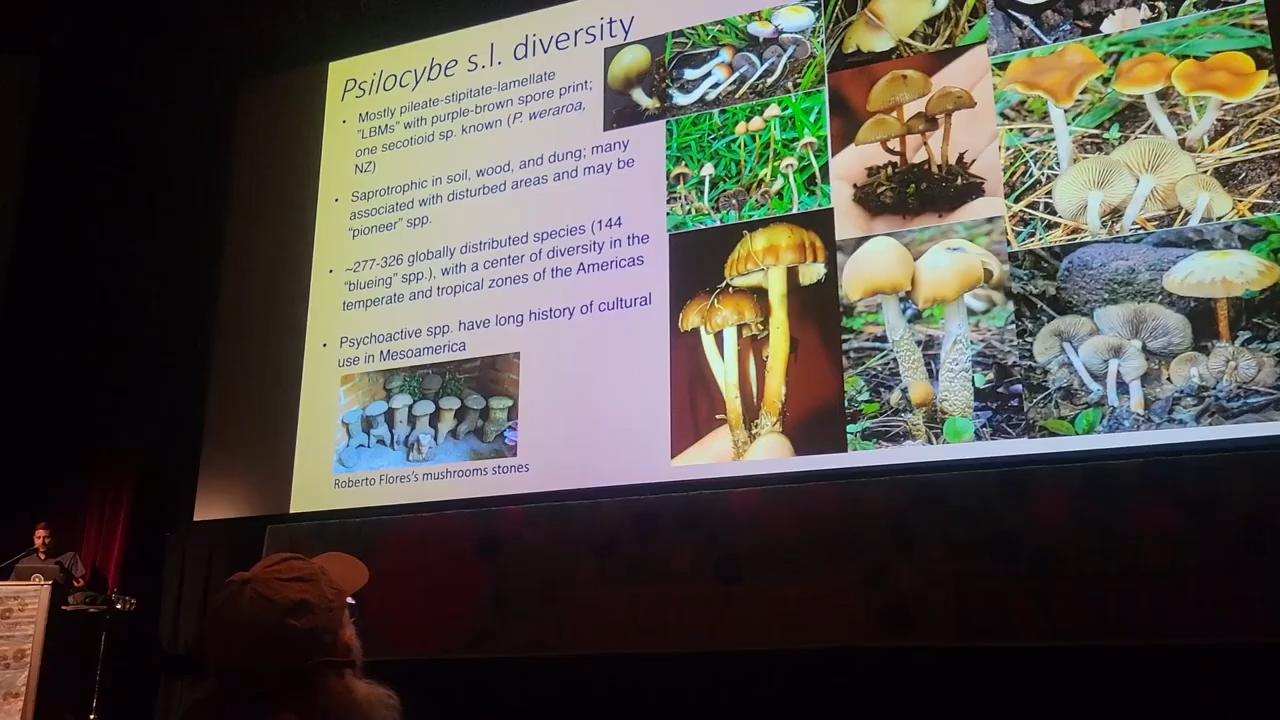 Psilocybe s.l. diversity
• Mostly pileate-stipitate-lamellate
"LBMs" with purple-brown spore print;
one secotioid sp. known (P. weraroa,
NZ)
• Saprotrophic in soil, wood, and dung; many
associated with disturbed areas and may be
"pioneer" spp.
• ~277-326 globally distributed species (144
"blueing" spp.), with a center of diversity in the
temperate and tropical zones of the Americas
• Psychoactive spp. have long history of cultural
use in Mesoamerica
Roberto Flores's mushrooms stones